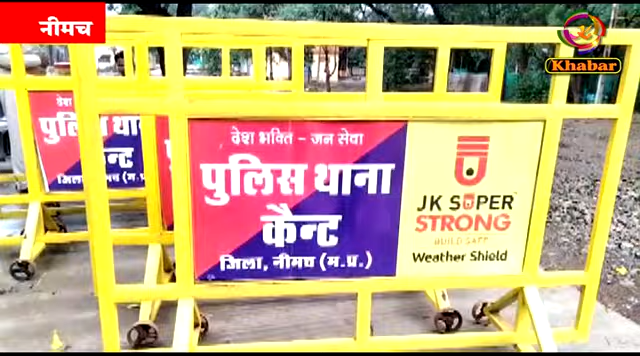 नीमच
Khabar
देश
पुलिस थाना
कैन्ट
जिला, नीमच (म.प्र.)
देश भक्ति - जन सेवा
पुलिस थाना
कैन्ट
जिला, नीमच (म.प्र.)
JK SUPER
STRONG
BUILD SAFE
Weather Shield